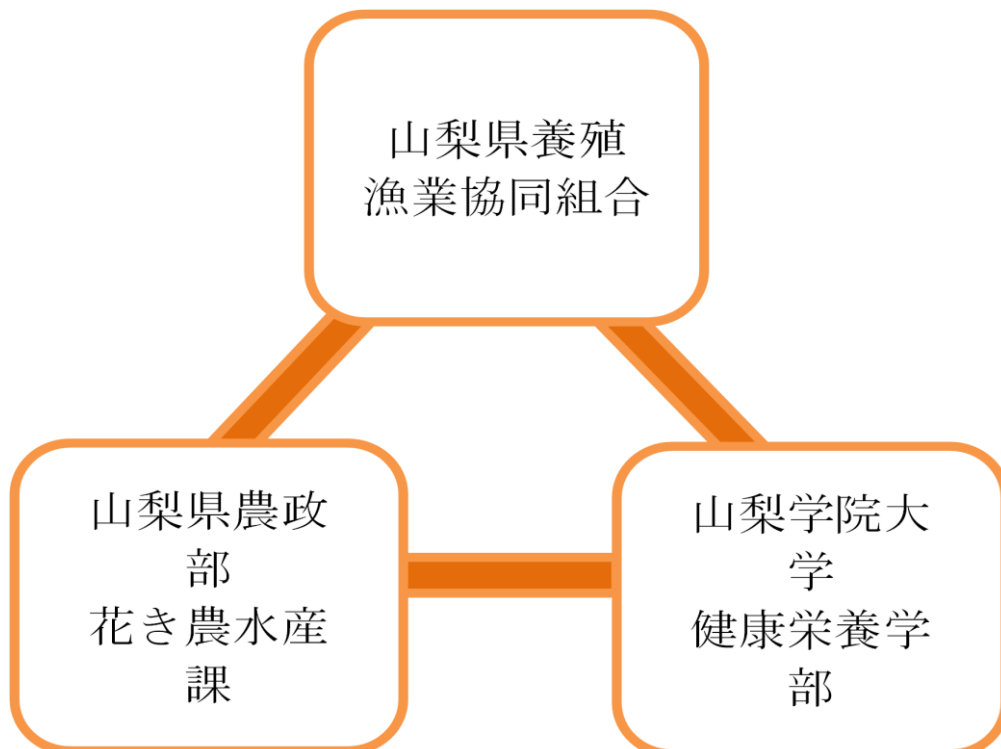 山梨県養殖
漁業協同組合
山梨県農政
部
花き農水産
課
山梨学院大
学
健康栄養学
部